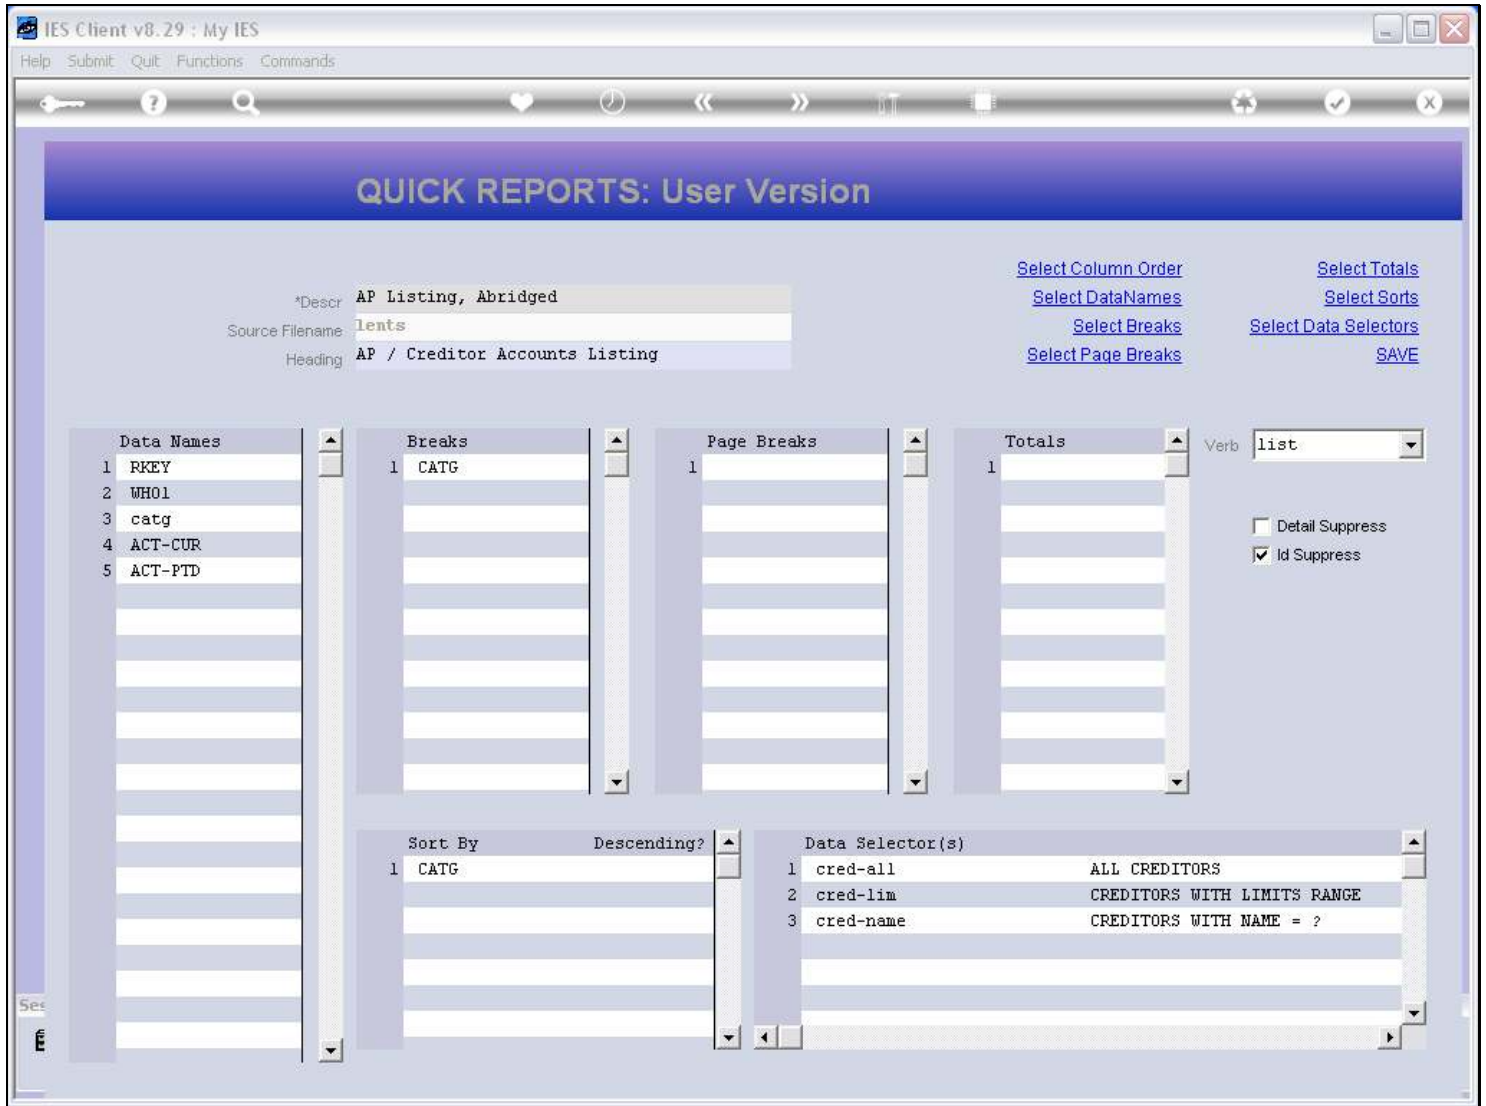 IES Client v8.29 : My IES
Help Submit Quit Functions Commands
QUICK REPORTS: User Version
Select Column Order Select Totals
*Descr AP Listing, Abridged Select DataNames Select Sorts
Source Filename lents Select Breaks Select Data Selectors
Heading AP / Creditor Accounts Listing Select Page Breaks SAVE
Data Names Breaks Page Breaks Totals Verb list
1 RKEY 1 CATG 1 1
2 WHO1
3 catg Detail Suppress
4 ACT-CUR
5 ACT-PTD Id Suppress
Sort By Descending? Data Selector(s)
1 CATG 1 cred-all ALL CREDITORS
2 cred-lim CREDITORS WITH LIMITS RANGE
3 cred-name CREDITORS WITH NAME = ?
Ses